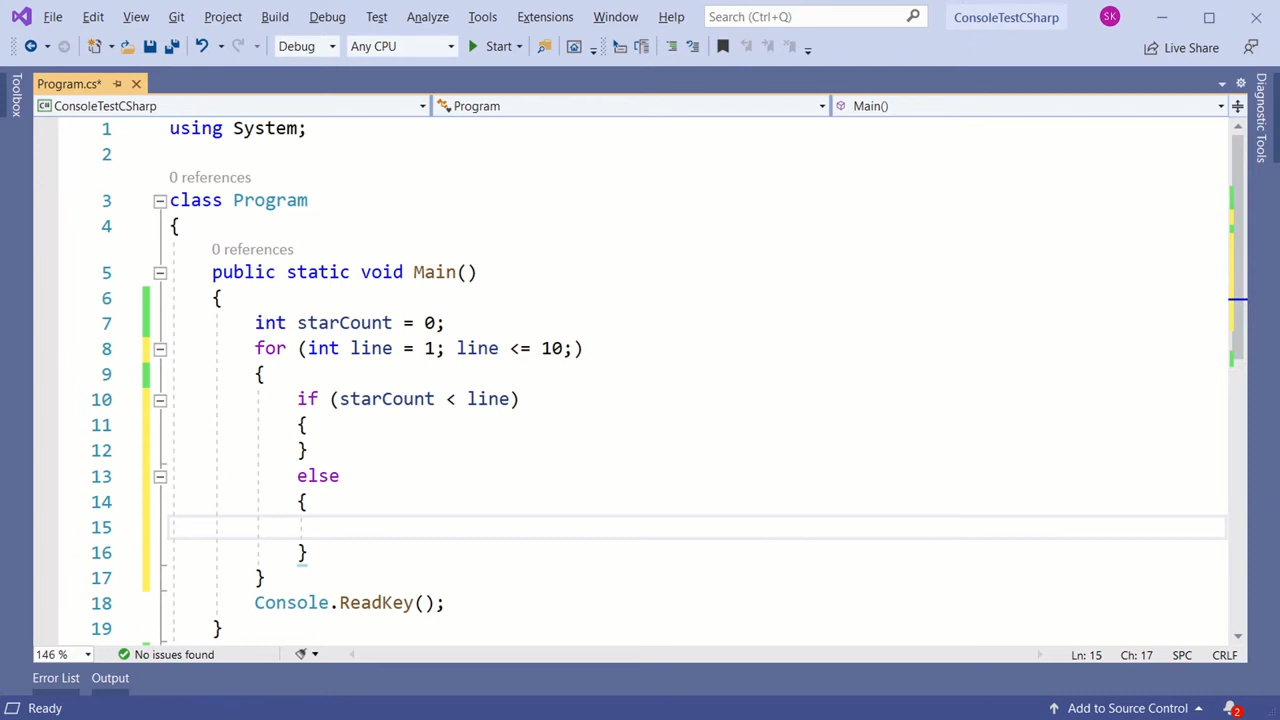 File Edit View Git Project Build Debug Test Analyze Tools Extensions Window Help Search (Ctrl+Q) ConsoleTestCSharp SK
Debug Any CPU Start Live Share
Program.cs*
ConsoleTestCSharp Program Main()
Toolbox
Diagnostic Tools
1 using System;
2
0 references
3 class Program
4 {
0 references
5 public static void Main()
6 {
7 int starCount = 0;
8 for (int line = 1; line <= 10;)
9 {
10 if (starCount < line)
11 {
12 }
13 else
14 {
15
16 }
17 }
18 Console.ReadKey();
19 }
146 % No issues found Ln: 15 Ch: 17 SPC CRLF
Error List Output
Ready Add to Source Control 2